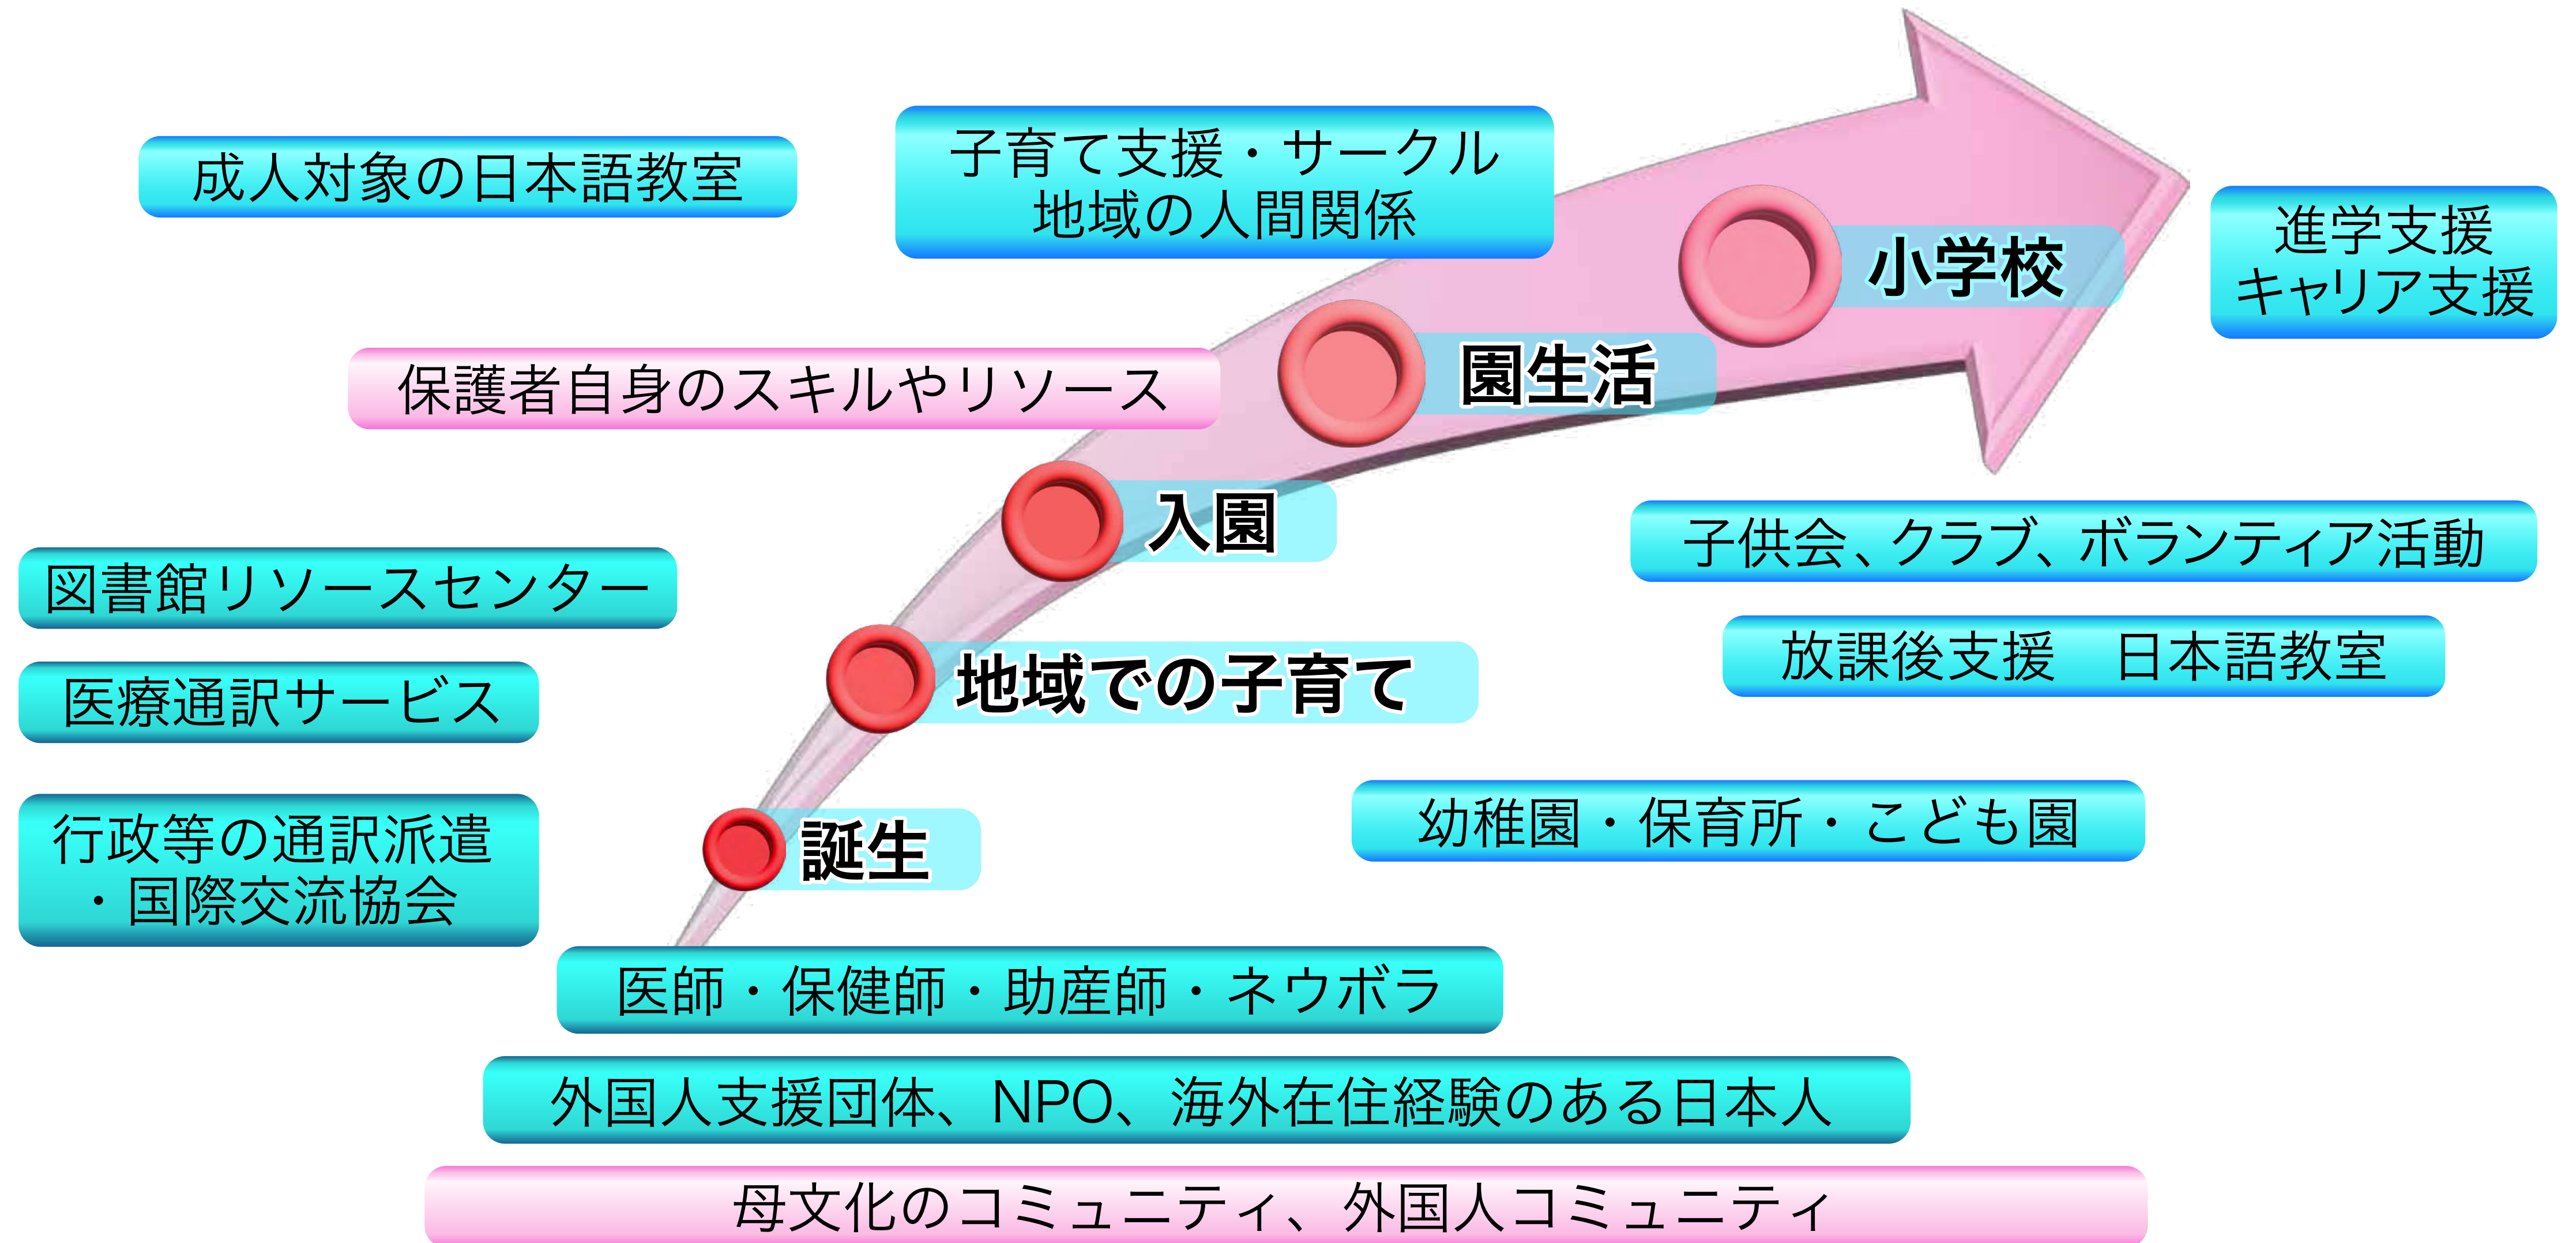 成人対象の日本語教室
子育て支援・サークル
地域の人間関係
小学校
進学支援
キャリア支援
保護者自身のスキルやリソース
園生活
入園
子供会、クラブ、ボランティア活動
図書館リソースセンター
放課後支援　日本語教室
医療通訳サービス
地域での子育て
行政等の通訳派遣
・国際交流協会
誕生
幼稚園・保育所・こども園
医師・保健師・助産師・ネウボラ
外国人支援団体、NPO、海外在住経験のある日本人
母文化のコミュニティ、外国人コミュニティ